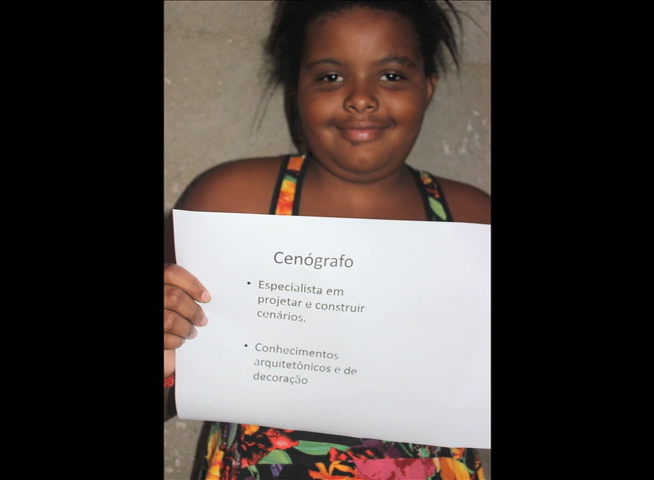 Cenógrafo
• Especialista em
projetar e construir
cenários.
• Conhecimentos
arquitetônicos e de
decoração